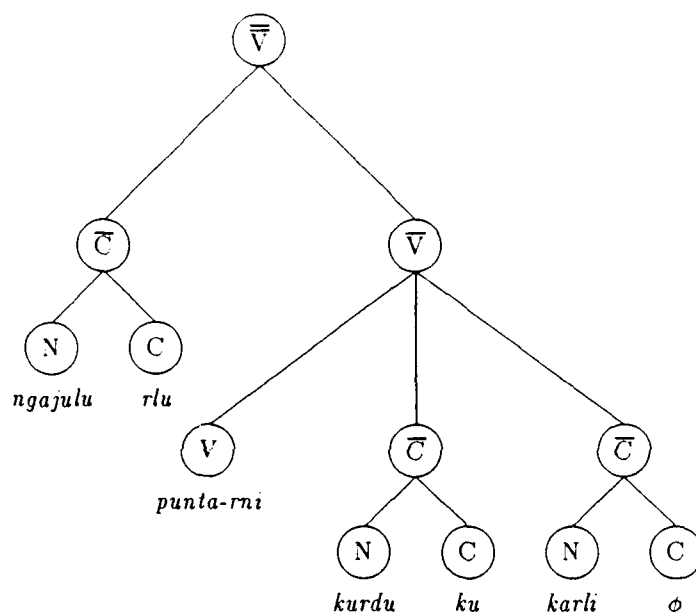 V̿
C̅ V̅
N C
ngajulu rlu
V C̅ C̅
punta-rni
N C N C
kurdu ku karli ϕ